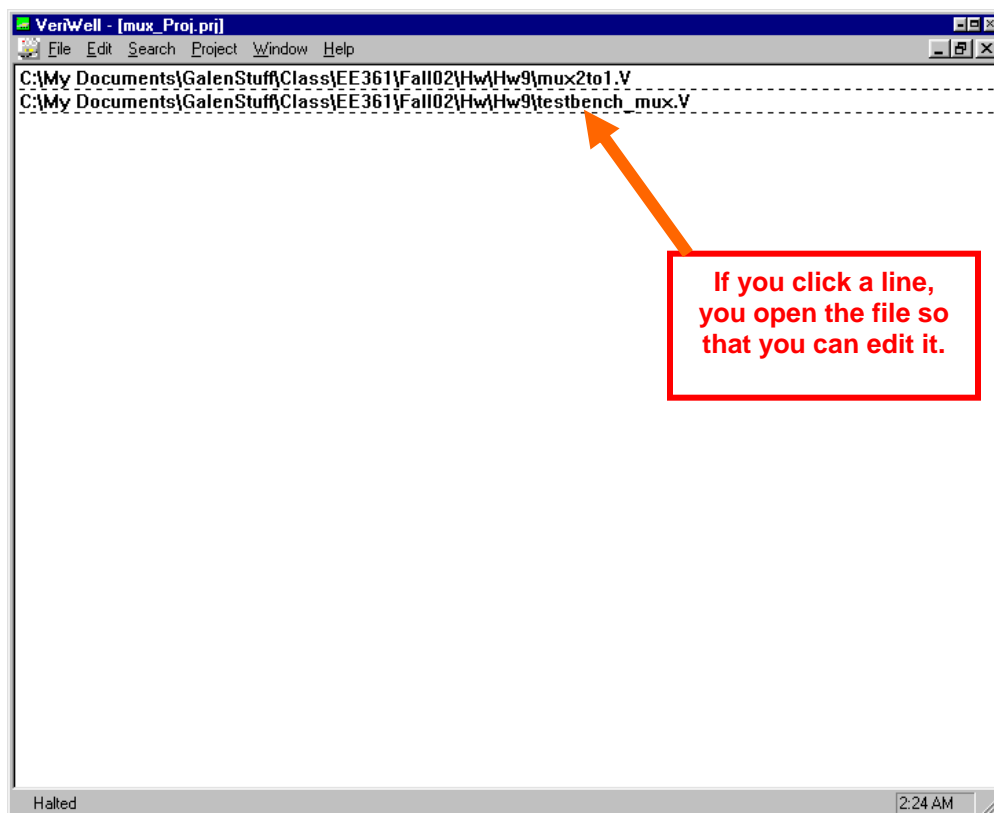 VeriWell - [mux_Proj.prj]
File Edit Search Project Window Help
C:\My Documents\GalenStuff\Class\EE361\Fall02\Hw\Hw9\mux2to1.V
C:\My Documents\GalenStuff\Class\EE361\Fall02\Hw\Hw9\testbench_mux.V
If you click a line,
you open the file so
that you can edit it.
Halted 2:24 AM